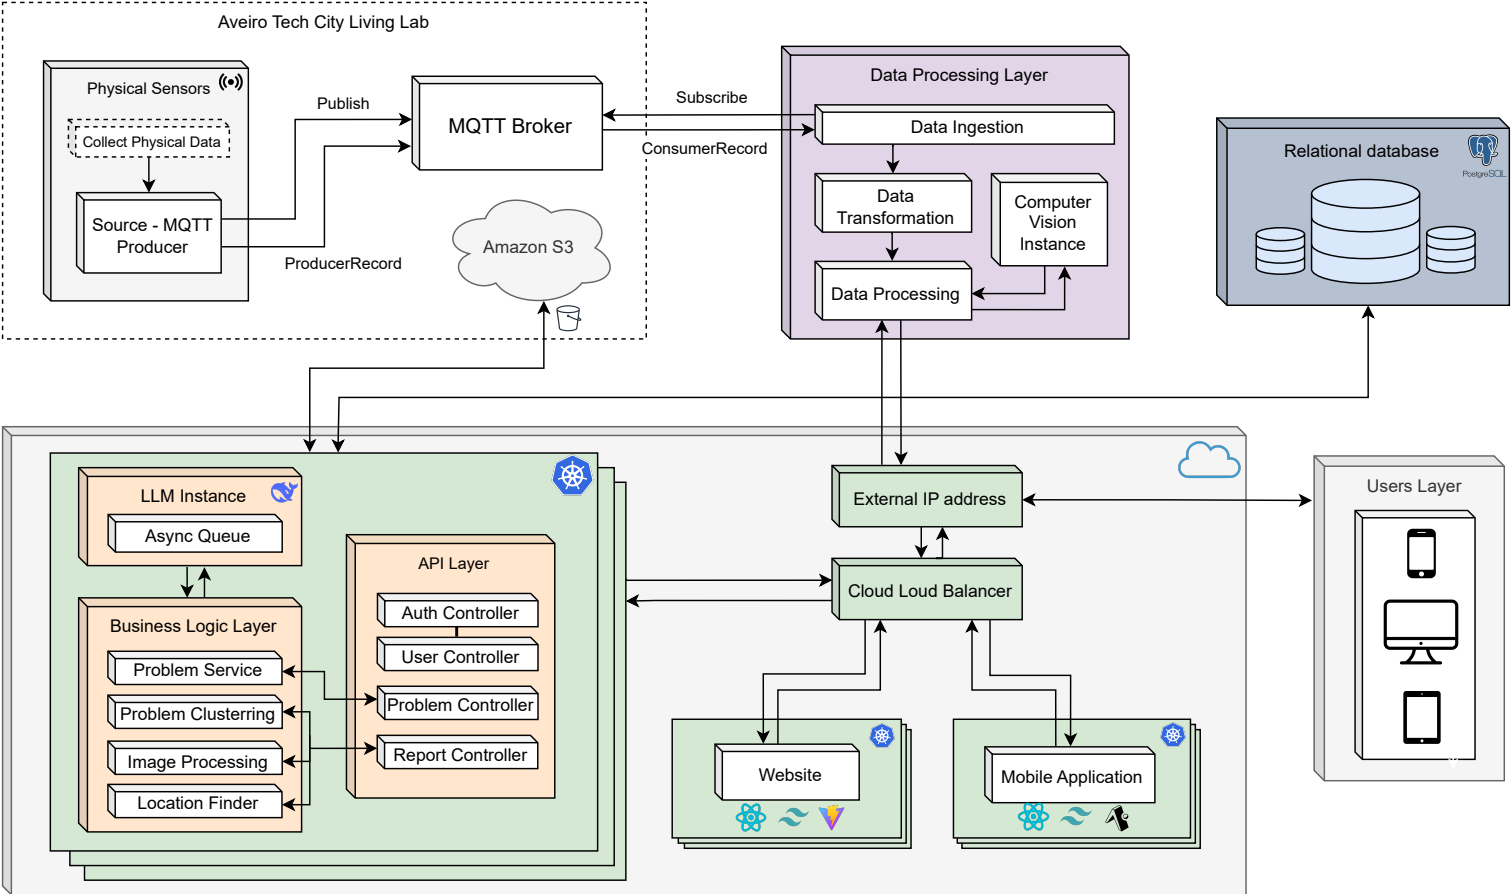 Aveiro Tech City Living Lab
Physical Sensors
Collect Physical Data
Source - MQTT
Producer
Publish
ProducerRecord
MQTT Broker
Amazon S3
Subscribe
ConsumerRecord
Data Processing Layer
Data Ingestion
Data
Transformation
Computer
Vision
Instance
Data Processing
Relational database
PostgreSQL
LLM Instance
Async Queue
Business Logic Layer
Problem Service
Problem Clusterring
Image Processing
Location Finder
API Layer
Auth Controller
User Controller
Problem Controller
Report Controller
External IP address
Cloud Loud Balancer
Website
Mobile Application
Users Layer